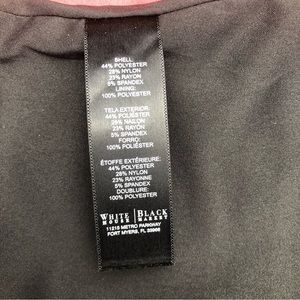 SHELL:
44% POLYESTER
28% NYLON
23% RAYON
5% SPANDEX
LINING:
100% POLYESTER
TELA EXTERIOR:
44% POLIÉSTER
28% NAILON
23% RAYÓN
5% SPANDEX
FORRO:
100% POLIÉSTER
ÉTOFFE EXTÉRIEURE:
44% POLYESTER
28% NYLON
23% RAYONNE
5% SPANDEX
DOUBLURE:
100% POLYESTER
WHITE HOUSE | BLACK MARKET
11215 METRO PARKWAY
FORT MYERS, FL 33966